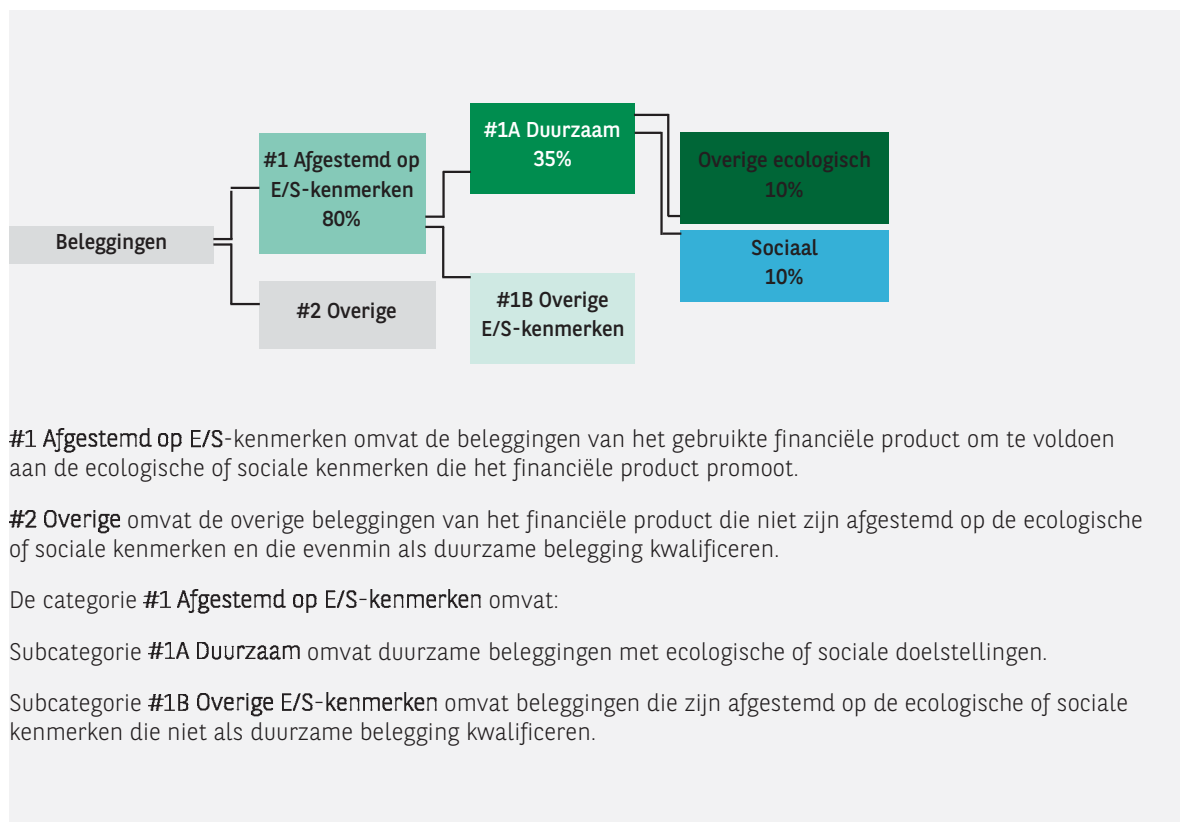 #1A Duurzaam
35%
#1 Afgestemd op
E/S-kenmerken
80%
Overige ecologisch
10%
Beleggingen
Sociaal
10%
#2 Overige
#1B Overige
E/S-kenmerken
#1 Afgestemd op E/S-kenmerken omvat de beleggingen van het gebruikte financiële product om te voldoen
aan de ecologische of sociale kenmerken die het financiële product promoot.
#2 Overige omvat de overige beleggingen van het financiële product die niet zijn afgestemd op de ecologische
of sociale kenmerken en die evenmin als duurzame belegging kwalificeren.
De categorie #1 Afgestemd op E/S-kenmerken omvat:
Subcategorie #1A Duurzaam omvat duurzame beleggingen met ecologische of sociale doelstellingen.
Subcategorie #1B Overige E/S-kenmerken omvat beleggingen die zijn afgestemd op de ecologische of sociale
kenmerken die niet als duurzame belegging kwalificeren.